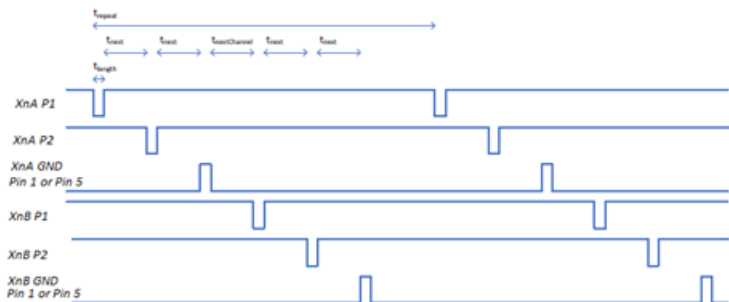 trepeat
tnext tnext tnextChannel tnext tnext
tlength
XnA P1
XnA P2
XnA GND
Pin 1 or Pin 5
XnB P1
XnB P2
XnB GND
Pin 1 or Pin 5